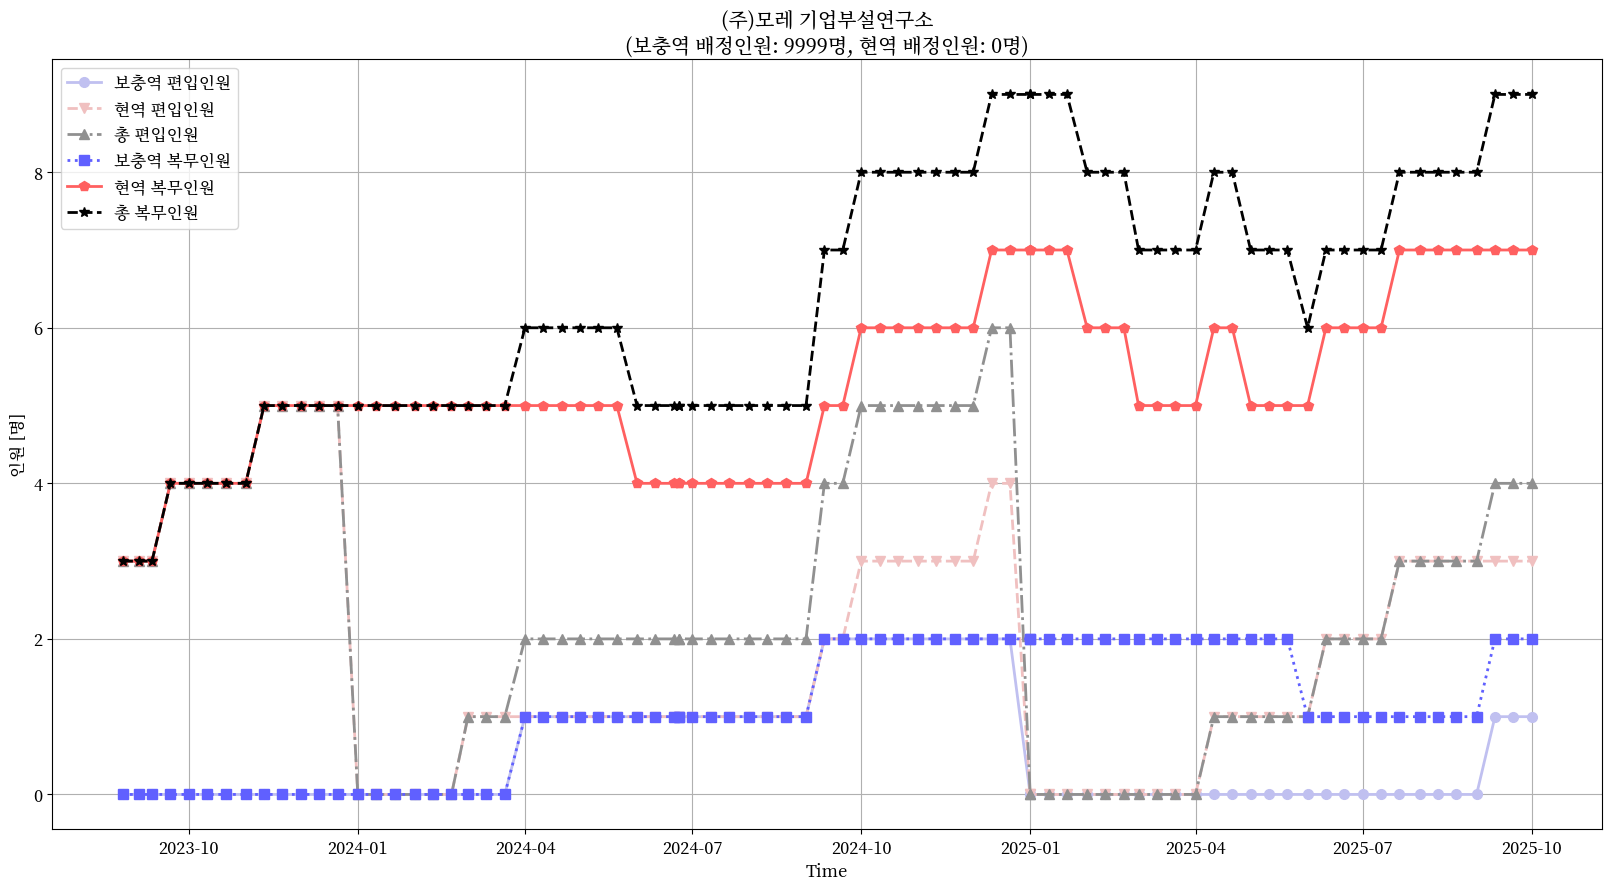 (주)모레 기업부설연구소
(보충역 배정인원: 9999명, 현역 배정인원: 0명)
보충역 편입인원
현역 편입인원
총 편입인원
보충역 복무인원
현역 복무인원
총 복무인원
인원 [명]
8
6
4
2
0
2023-10
2024-01
2024-04
2024-07
2024-10
2025-01
2025-04
2025-07
2025-10
Time